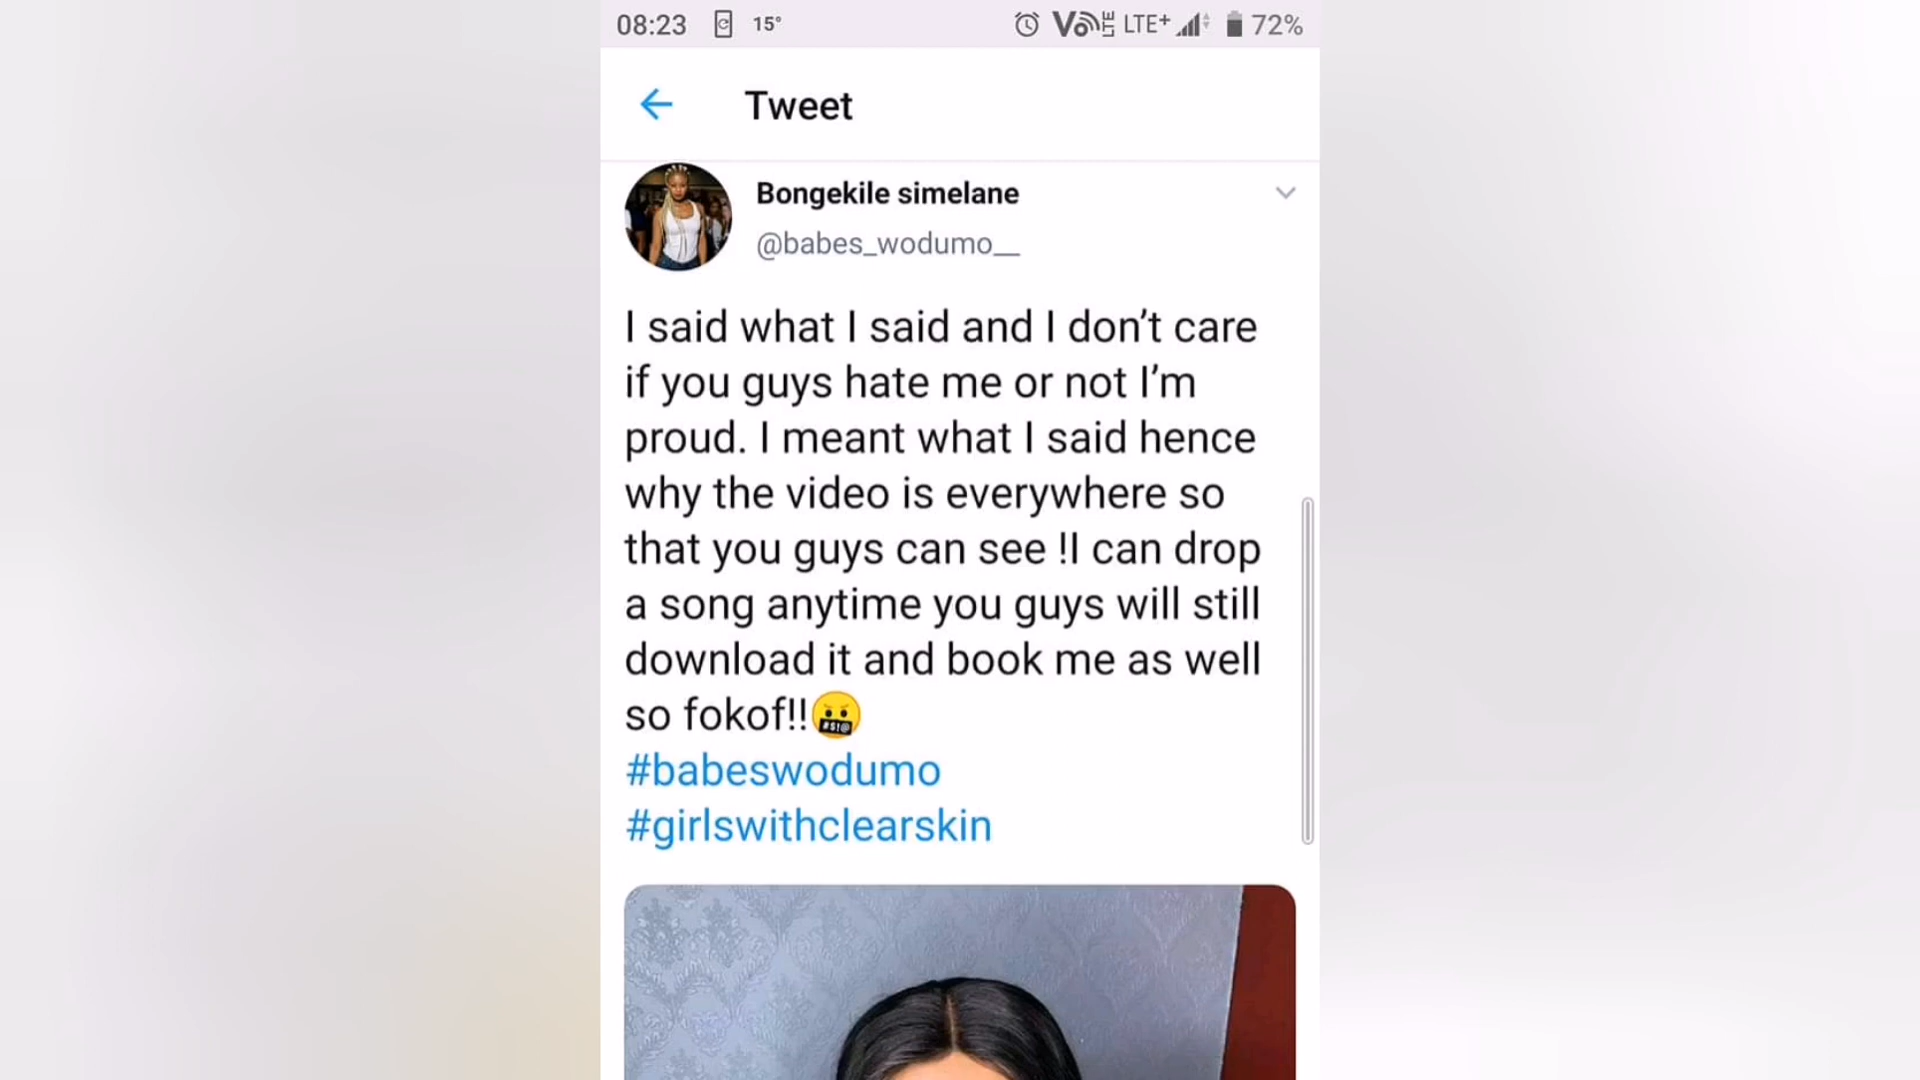 08:23 15° LTE LTE+ 72%
Tweet
Bongekile simelane
@babes_wodumo__
I said what I said and I don’t care
if you guys hate me or not I’m
proud. I meant what I said hence
why the video is everywhere so
that you guys can see !I can drop
a song anytime you guys will still
download it and book me as well
so fokof!!🤬
#babeswodumo
#girlswithclearskin